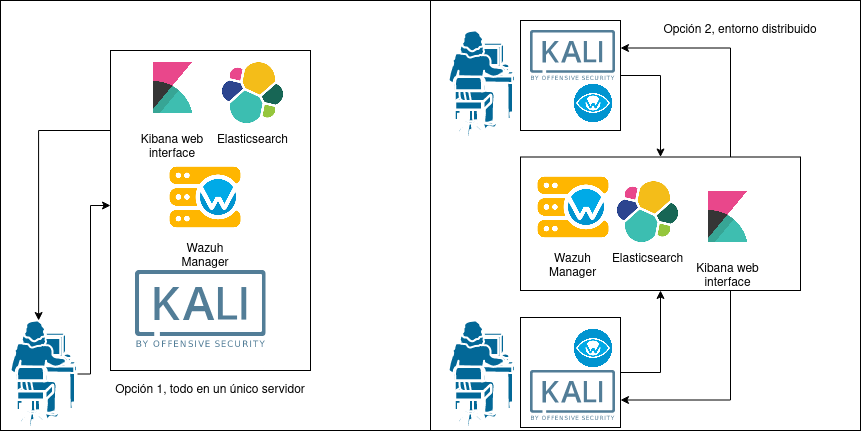 Kibana web
interface
Elasticsearch
W
Wazuh
Manager
KALI
BY OFFENSIVE SECURITY
Opción 1, todo en un único servidor
Opción 2, entorno distribuido
KALI
BY OFFENSIVE SECURITY
W
W
Wazuh
Manager
Elasticsearch
Kibana web
interface
W
KALI
BY OFFENSIVE SECURITY